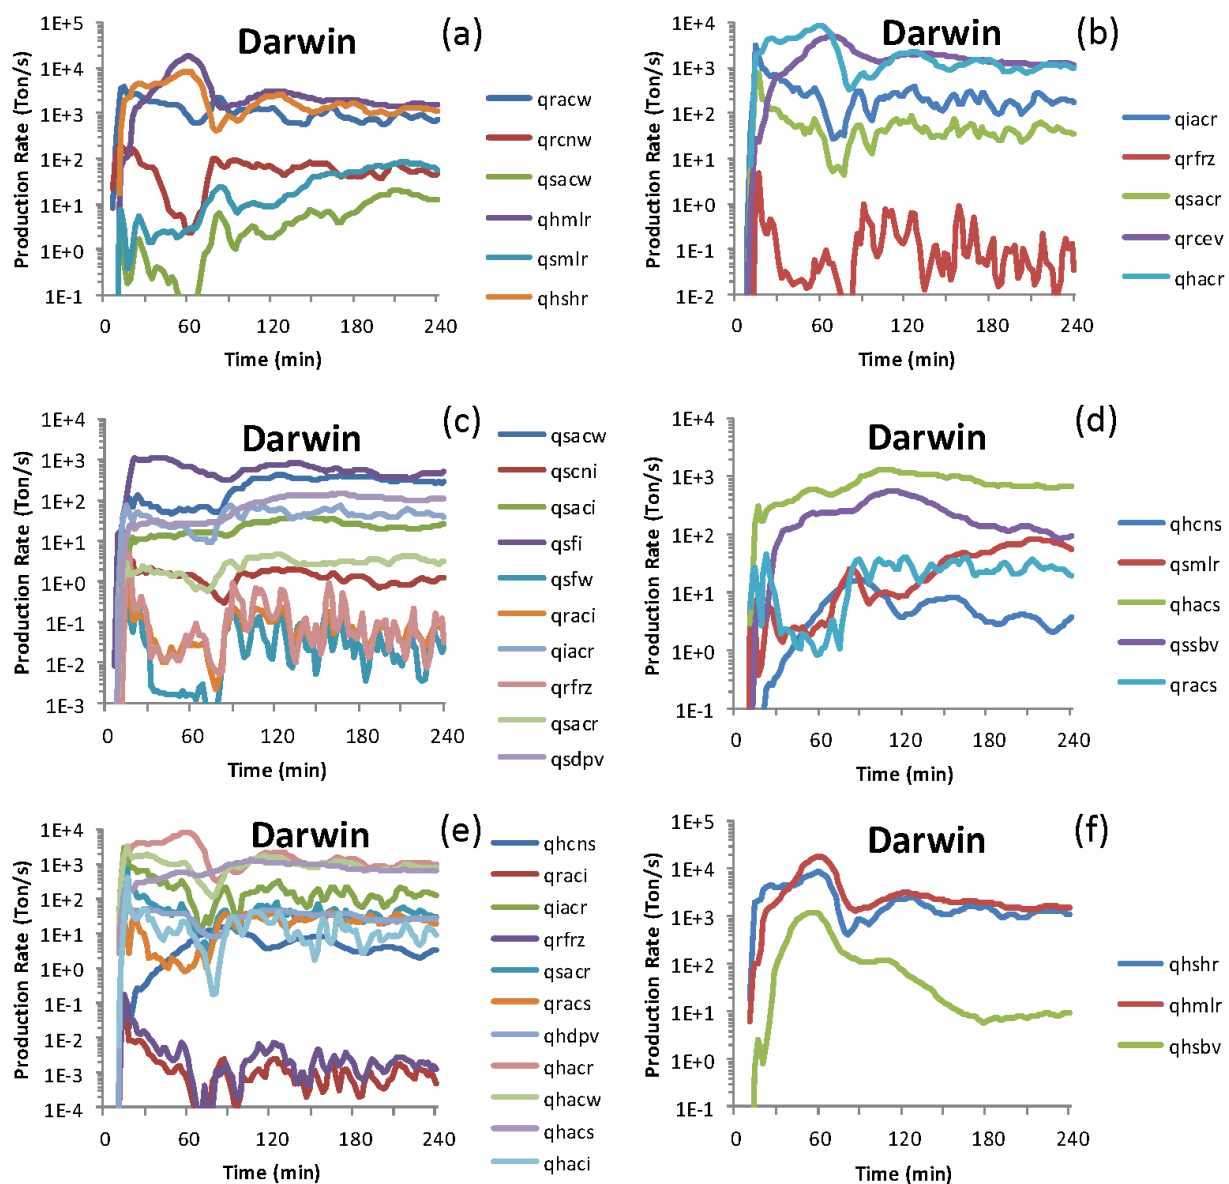 Darwin
(a)
Production Rate (Ton/s)
1E+5
1E+4
1E+3
1E+2
1E+1
1E+0
1E-1
0 60 120 180 240
Time (min)
qracw
qrcnw
qsacw
qhmlr
qsmlr
qhshr
Darwin
(b)
Production Rate (Ton/s)
1E+4
1E+3
1E+2
1E+1
1E+0
1E-1
1E-2
0 60 120 180 240
Time (min)
qiacr
qrfrz
qsacr
qrcev
qhacr
Darwin
(c)
Production Rate (Ton/s)
1E+4
1E+3
1E+2
1E+1
1E+0
1E-1
1E-2
1E-3
0 60 120 180 240
Time (min)
qsacw
qscni
qsaci
qsfi
qsfw
qraci
qiacr
qrfrz
qsacr
qsdpv
Darwin
(d)
Production Rate (Ton/s)
1E+4
1E+3
1E+2
1E+1
1E+0
1E-1
0 60 120 180 240
Time (min)
qhcns
qsmlr
qhacs
qssbv
qracs
Darwin
(e)
Production Rate (Ton/s)
1E+4
1E+3
1E+2
1E+1
1E+0
1E-1
1E-2
1E-3
1E-4
0 60 120 180 240
Time (min)
qhcns
qraci
qiacr
qrfrz
qsacr
qracs
qhdpv
qhacr
qhacw
qhacs
qhaci
Darwin
(f)
Production Rate (Ton/s)
1E+5
1E+4
1E+3
1E+2
1E+1
1E+0
1E-1
0 60 120 180 240
Time (min)
qhshr
qhmlr
qhsbv